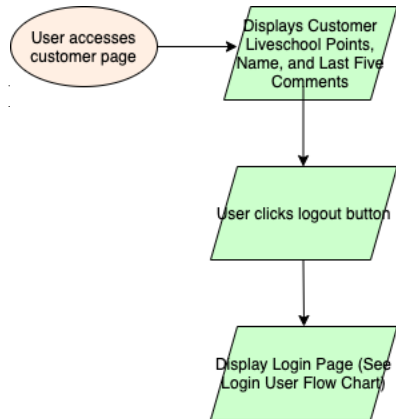 User accesses
customer page
Displays Customer
Liveschool Points,
Name, and Last Five
Comments
User clicks logout button
Display Login Page (See
Login User Flow Chart)